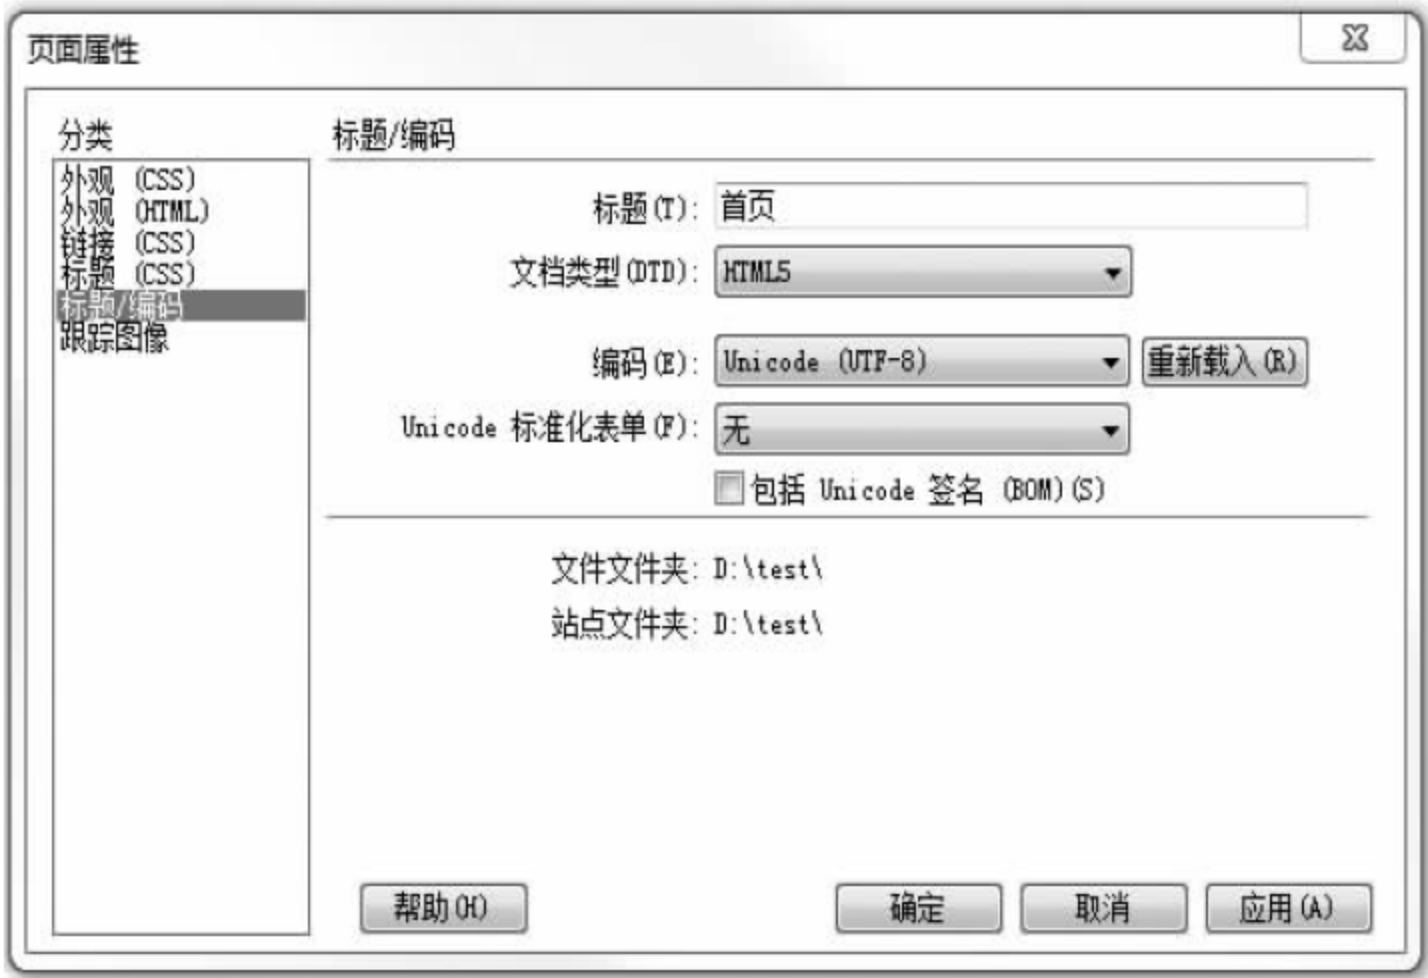 页面属性
分类
外观 (CSS)
外观 (HTML)
链接 (CSS)
标题 (CSS)
标题/编码
跟踪图像
标题/编码
标题(T): 首页
文档类型(DTD): HTML5
编码(E): Unicode (UTF-8) 重新载入(R)
Unicode 标准化表单(F): 无
包括 Unicode 签名 (BOM)(S)
文件文件夹: D:\test\
站点文件夹: D:\test\
帮助(H) 确定 取消 应用(A)